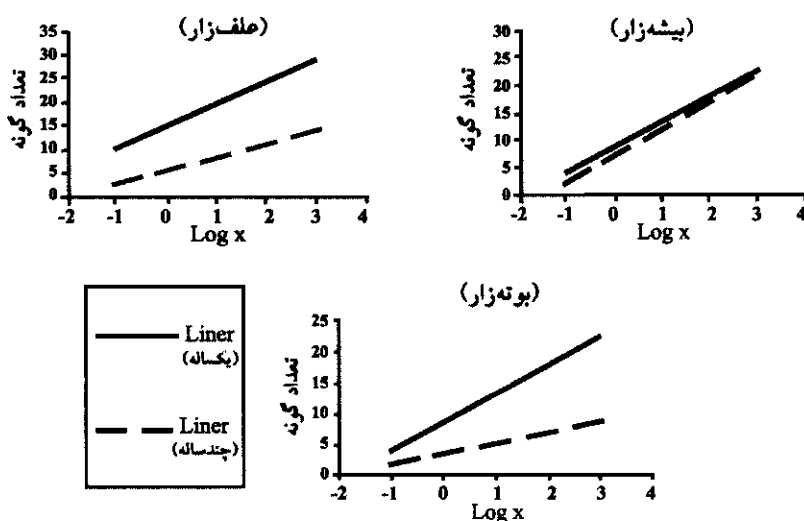 (علف‌زار)
تعداد گونه
35
30
25
20
15
10
5
0
-2 -1 0 1 2 3 4
Log x
(بیشه‌زار)
تعداد گونه
30
25
20
15
10
5
0
-2 -1 0 1 2 3 4
Log x
Liner
(یکساله)
Liner
(چندساله)
(بوته‌زار)
تعداد گونه
25
20
15
10
5
0
-2 -1 0 1 2 3 4
Log x